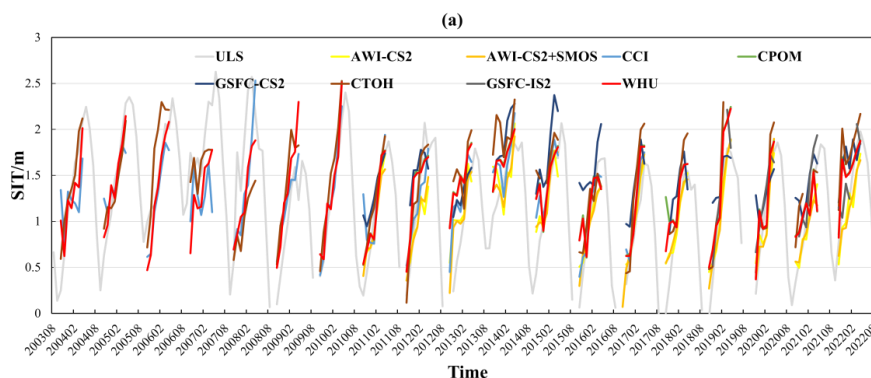 (a)
SIT/m
3
2.5
2
1.5
1
0.5
0
ULS AWI-CS2 AWI-CS2+SMOS CCI CPOM
GSFC-CS2 CTOH GSFC-IS2 WHU
200308 200402 200408 200502 200508 200602 200608 200702 200708 200802 200808 200902 200908 201002 201008 201102 201108 201202 201208 201302 201308 201402 201408 201502 201508 201602 201608 201702 201708 201802 201808 201902 201908 202002 202008 202102 202108 202202 202208
Time